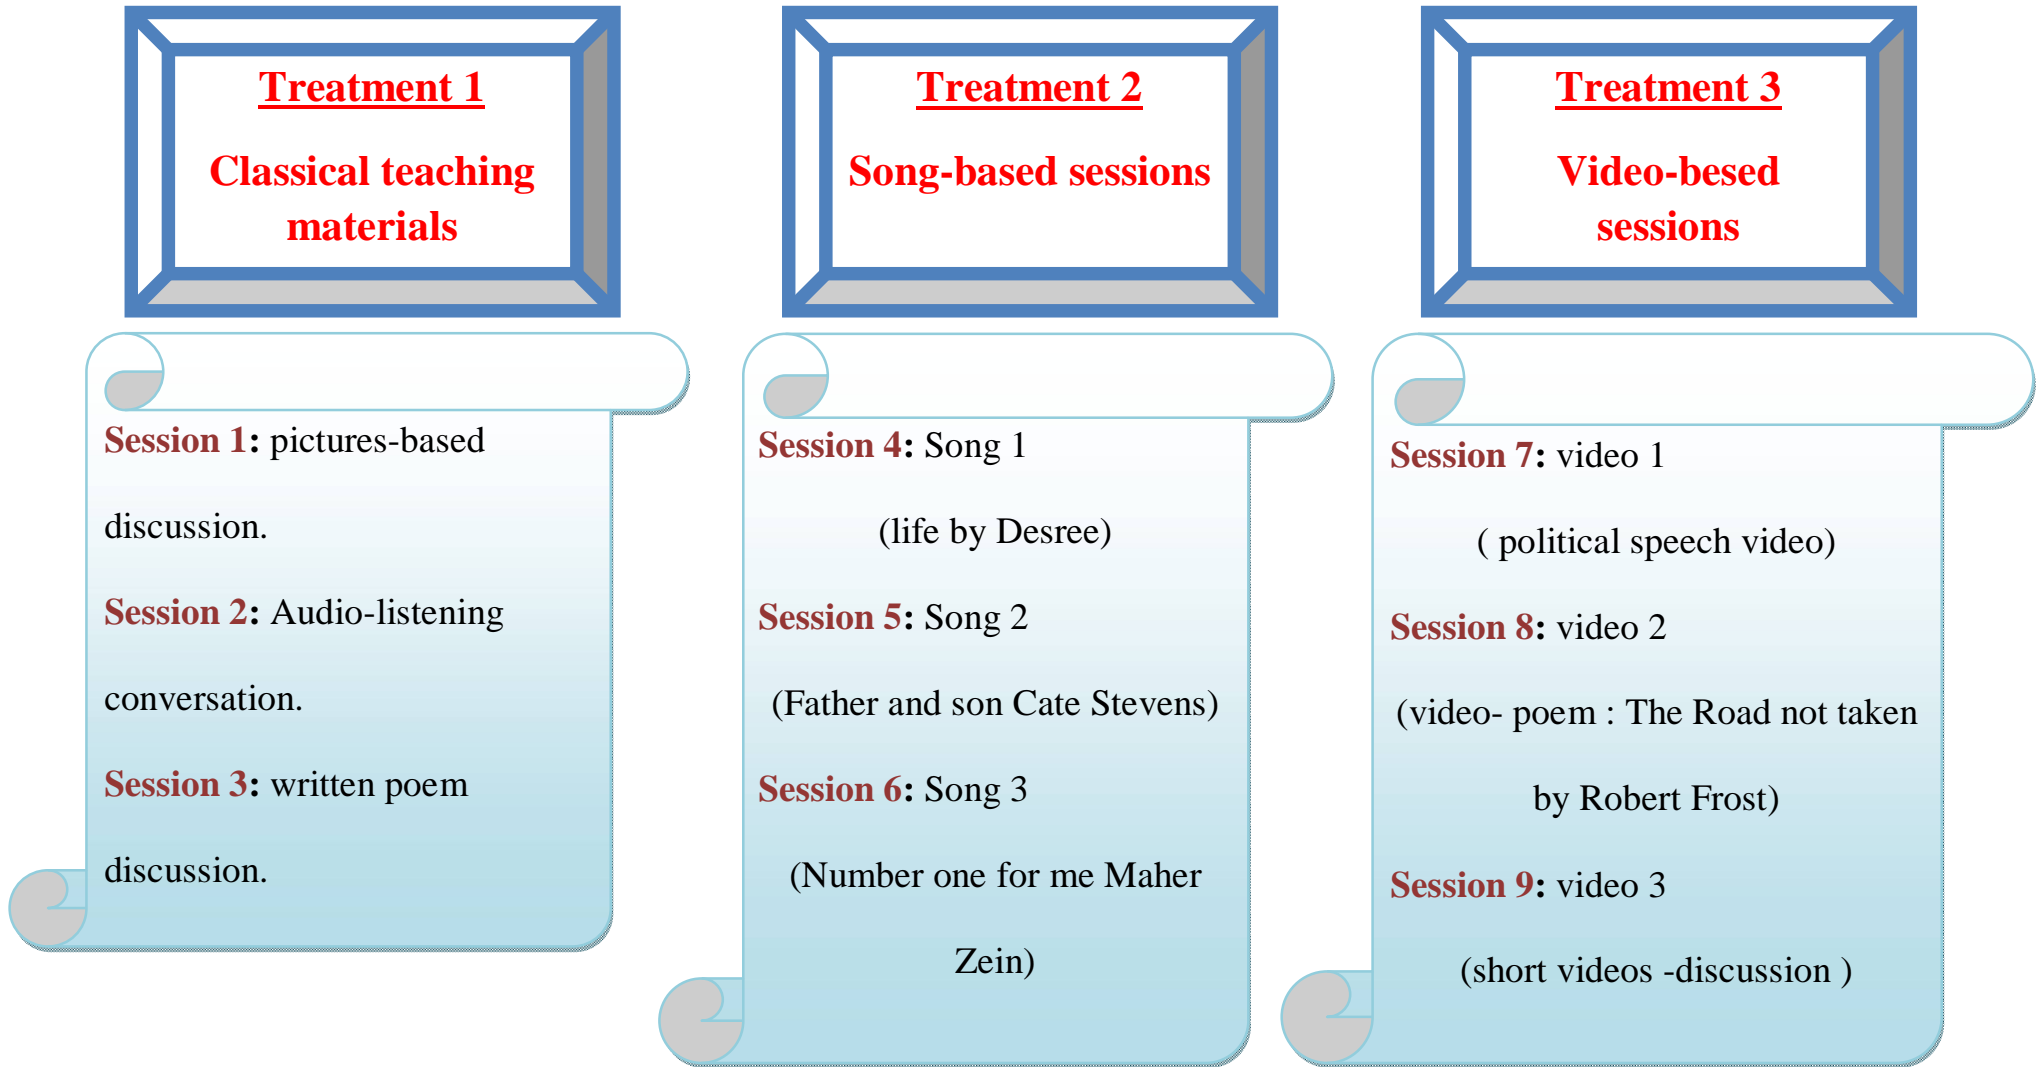 Treatment 1
Classical teaching
materials
Session 1: pictures-based
discussion.
Session 2: Audio-listening
conversation.
Session 3: written poem
discussion.
Treatment 2
Song-based sessions
Session 4: Song 1
(life by Desree)
Session 5: Song 2
(Father and son Cate Stevens)
Session 6: Song 3
(Number one for me Maher
Zein)
Treatment 3
Video-besed
sessions
Session 7: video 1
( political speech video)
Session 8: video 2
(video- poem : The Road not taken
by Robert Frost)
Session 9: video 3
(short videos -discussion )